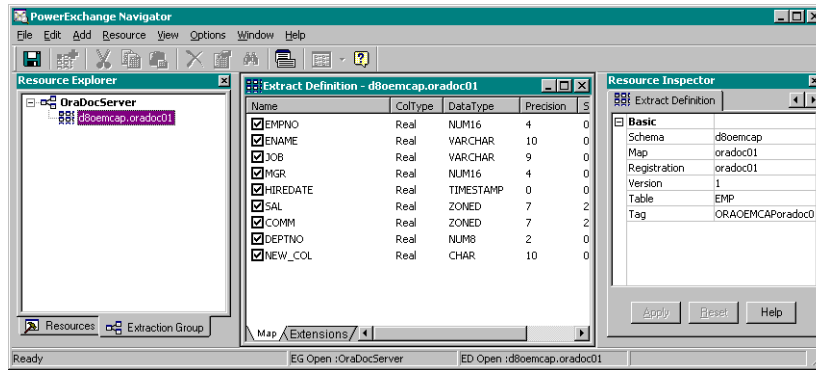 PowerExchange Navigator
File Edit Add Resource View Options Window Help
Resource Explorer
OraDocServer
d8oemcap.oradoc01
Resources Extraction Group
Extract Definition - d8oemcap.oradoc01
Name ColType DataType Precision S
EMPNO Real NUM16 4 0
ENAME Real VARCHAR 10 0
JOB Real VARCHAR 9 0
MGR Real NUM16 4 0
HIREDATE Real TIMESTAMP 0 0
SAL Real ZONED 7 2
COMM Real ZONED 7 2
DEPTNO Real NUM8 2 0
NEW_COL Real CHAR 10 0
Map Extensions
Resource Inspector
Extract Definition
Basic
Schema d8oemcap
Map oradoc01
Registration oradoc01
Version 1
Table EMP
Tag ORAOEMCAPoradoc0
Apply Reset Help
Ready EG Open :OraDocServer ED Open :d8oemcap.oradoc01